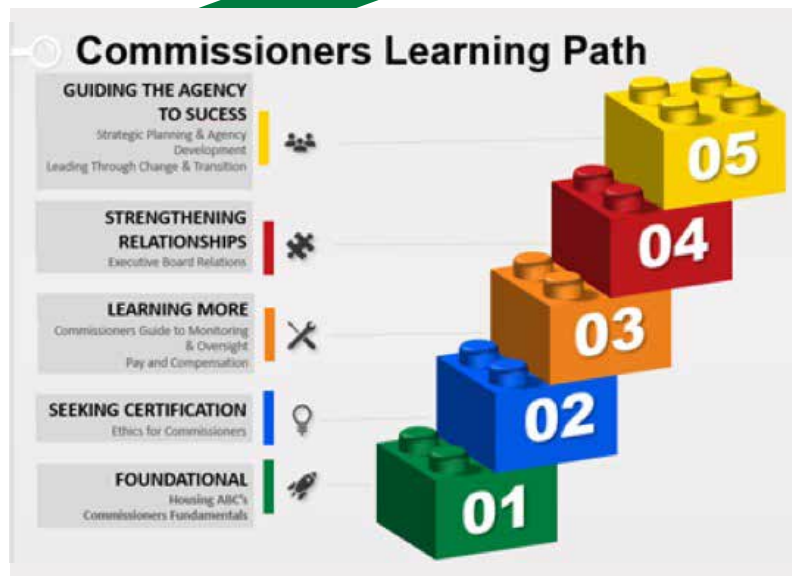 Commissioners Learning Path
GUIDING THE AGENCY
TO SUCESS
Strategic Planning & Agency
Development
Leading Through Change & Transition
05
STRENGTHENING
RELATIONSHIPS
Executive Board Relations
04
LEARNING MORE
Commissioners Guide to Monitoring
& Oversight
Pay and Compensation
03
SEEKING CERTIFICATION
Ethics for Commissioners
02
FOUNDATIONAL
Housing ABC's
Commissioners Fundamentals
01